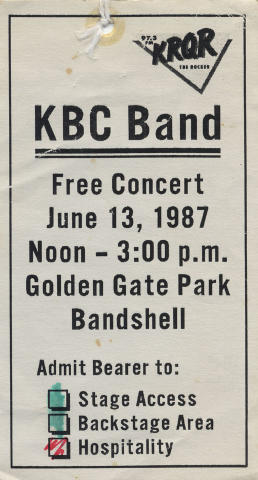 97.3
FM
KRQR
THE ROCKER
KBC Band
Free Concert
June 13, 1987
Noon – 3:00 p.m.
Golden Gate Park
Bandshell
Admit Bearer to:
Stage Access
Backstage Area
Hospitality